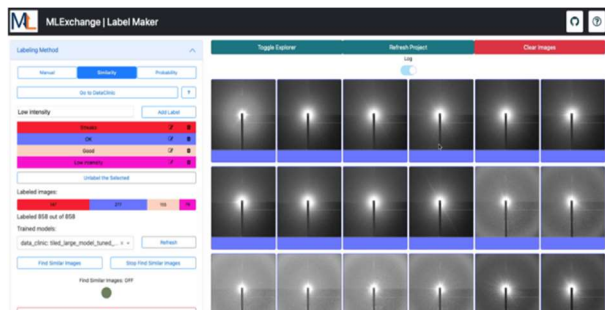 MLExchange | Label Maker
Labeling Method
Manual
Similarity
Probability
Go to DataClinic
Low Intensity
Add Label
OK
Good
Low Intensity
Unlabel the Selected
Labeled images:
Labeled 858 out of 858
Trained models:
data_clinic: tiled_large_model_tuned_...
Refresh
Find Similar Images
Stop Find Similar Images
Find Similar Images: OFF
Toggle Explorer
Refresh Project
Clear Images
Log